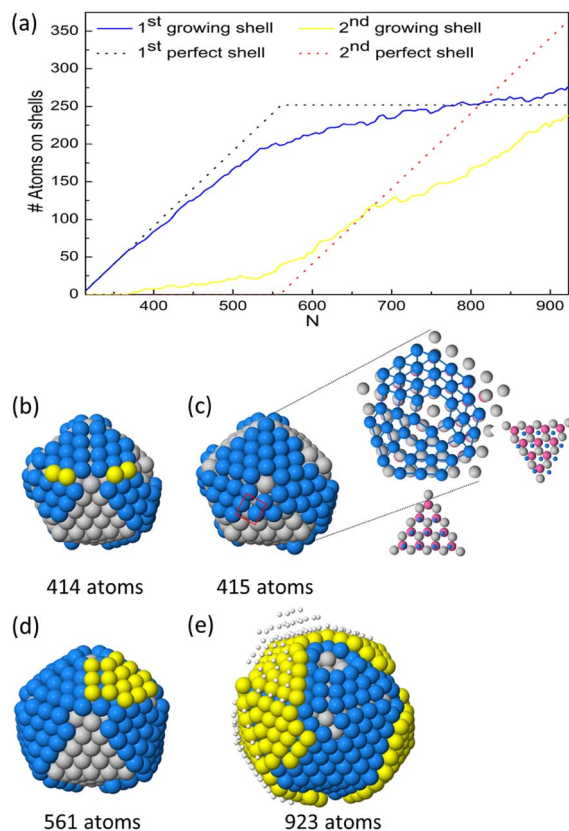 (a)
1st growing shell 2nd growing shell
1st perfect shell 2nd perfect shell
# Atoms on shells
350
300
250
200
150
100
50
0
400 500 600 700 800 900
N
(b) (c)
414 atoms 415 atoms
(d) (e)
561 atoms 923 atoms